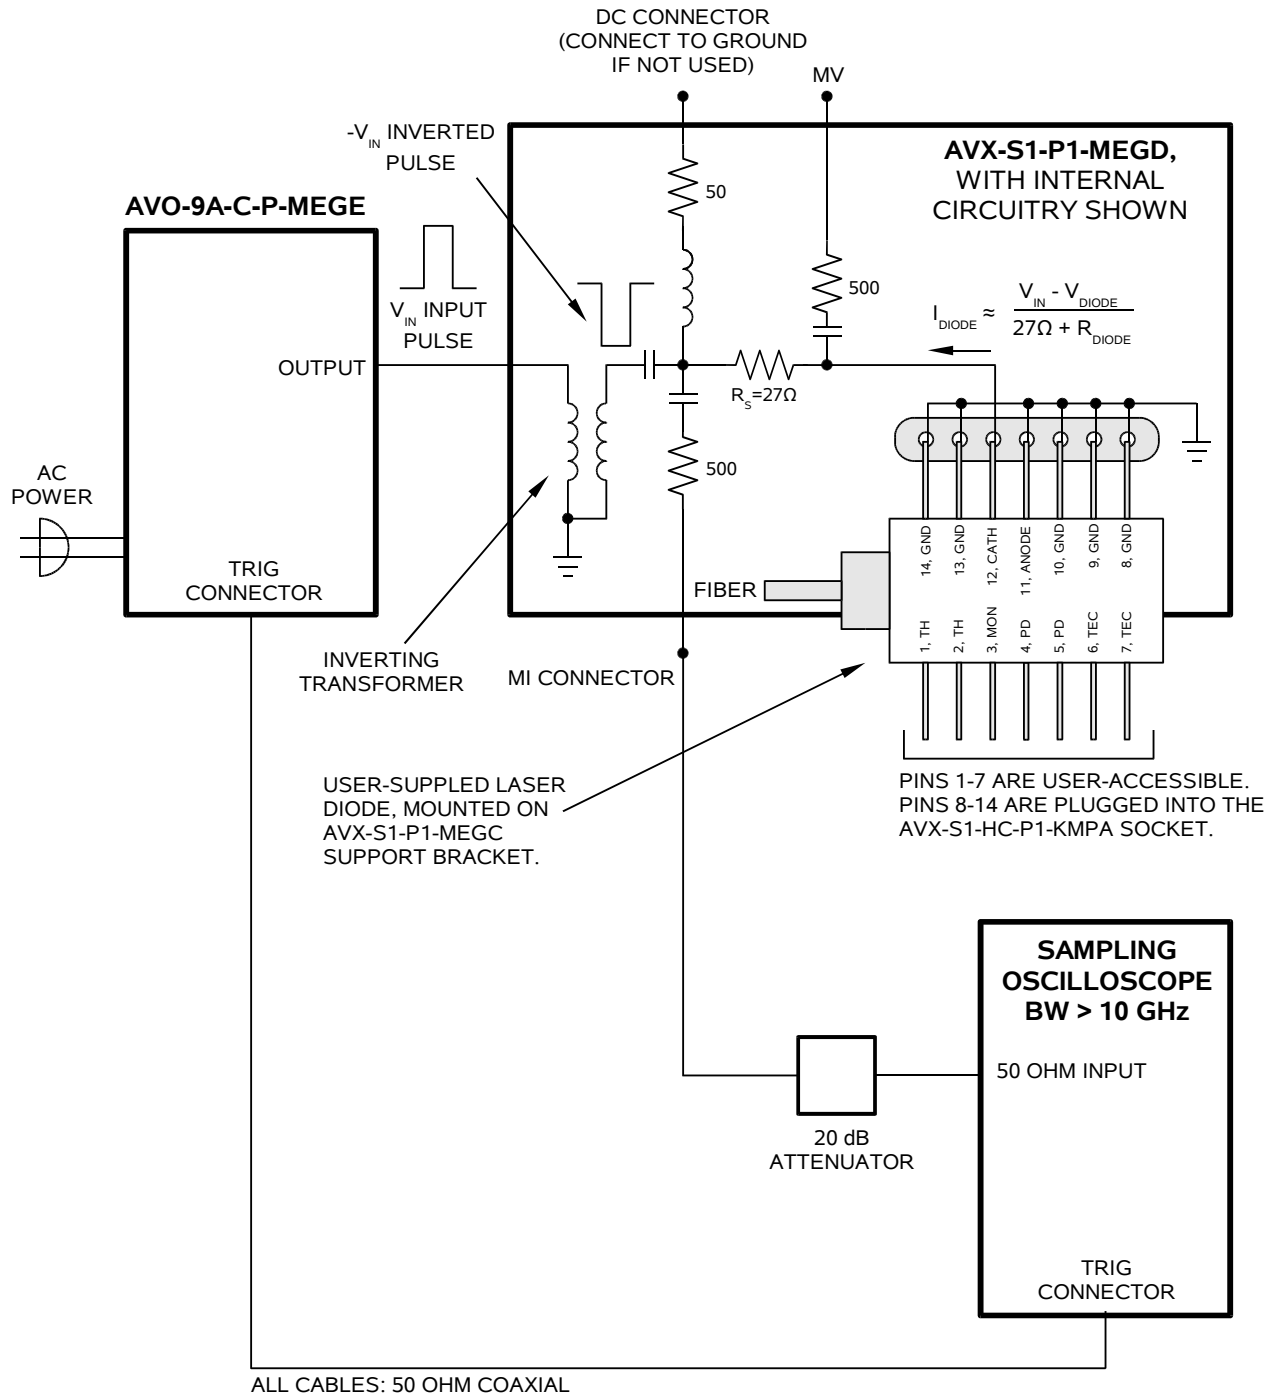 DC CONNECTOR
(CONNECT TO GROUND
IF NOT USED)
MV
-V_IN INVERTED
PULSE
AVX-S1-P1-MEGD,
WITH INTERNAL
CIRCUITRY SHOWN
AVO-9A-C-P-MEGE
50
500
V_IN INPUT
PULSE
I_DIODE ≈ V_IN - V_DIODE
27Ω + R_DIODE
OUTPUT
R_S=27Ω
500
AC
POWER
TRIG
CONNECTOR
FIBER
14, GND
13, GND
12, CATH
11, ANODE
10, GND
9, GND
8, GND
1, TH
2, TH
3, MON
4, PD
5, PD
6, TEC
7, TEC
INVERTING
TRANSFORMER
MI CONNECTOR
USER-SUPPLED LASER
DIODE, MOUNTED ON
AVX-S1-P1-MEGC
SUPPORT BRACKET.
PINS 1-7 ARE USER-ACCESSIBLE.
PINS 8-14 ARE PLUGGED INTO THE
AVX-S1-HC-P1-KMPA SOCKET.
SAMPLING
OSCILLOSCOPE
BW > 10 GHz
50 OHM INPUT
20 dB
ATTENUATOR
TRIG
CONNECTOR
ALL CABLES: 50 OHM COAXIAL